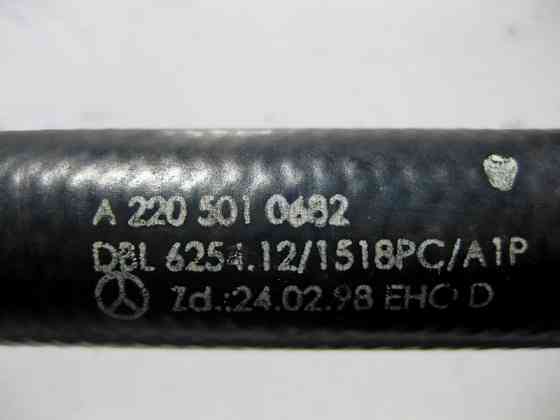 A 220 501 0682
DBL 6254.12/1518PC/A1P
Zd.:24.02.98 EHO D